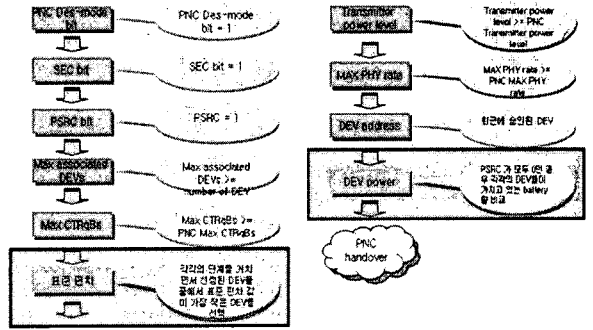 PNC Des-mode
bit
PNC Des-mode
bit = 1
SEC bit
SEC bit = 1
PSRC bit
PSRC = 1
Max associated
DEVs
Max associated
DEVs >=
number of DEV
Max CTRqBs
Max CTRqBs >=
PNC Max CTRqBs
표준 편차
각각의 단계를 거치
면서 선정된 DEV들
중에서 표준 편차 값
이 가장 작은 DEV를
선택
Transmitter
power level
Transmitter power
level >= PNC
Transmitter power
level
MAX PHY rate
MAX PHY rate >=
PNC MAX PHY
rate
DEV address
최근에 승인된 DEV
DEV power
PSRC 가 모두 0인 경
우 각각의 DEV들이
가지고 있는 battery
량 비교
PNC
handover